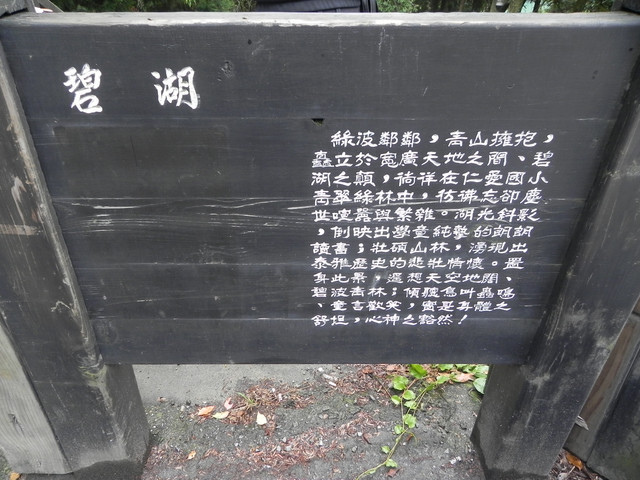 碧湖
綠波粼粼，青山擁抱，
矗立於寬廣天地之間、碧
湖之顛，徜徉在仁愛國小
青翠綠林中，彷彿忘卻塵
世喧囂與繁雜。湖光斜影
，倒映出學童純摯的朗朗
讀書；壯碩山林，湧現出
泰雅歷史的悲壯情懷。置
身此景，遥想天空地闊、
碧波青林；傾聽鳥叫蟲鳴
、童言歡笑，實是身體之
舒坦，心神之豁然！